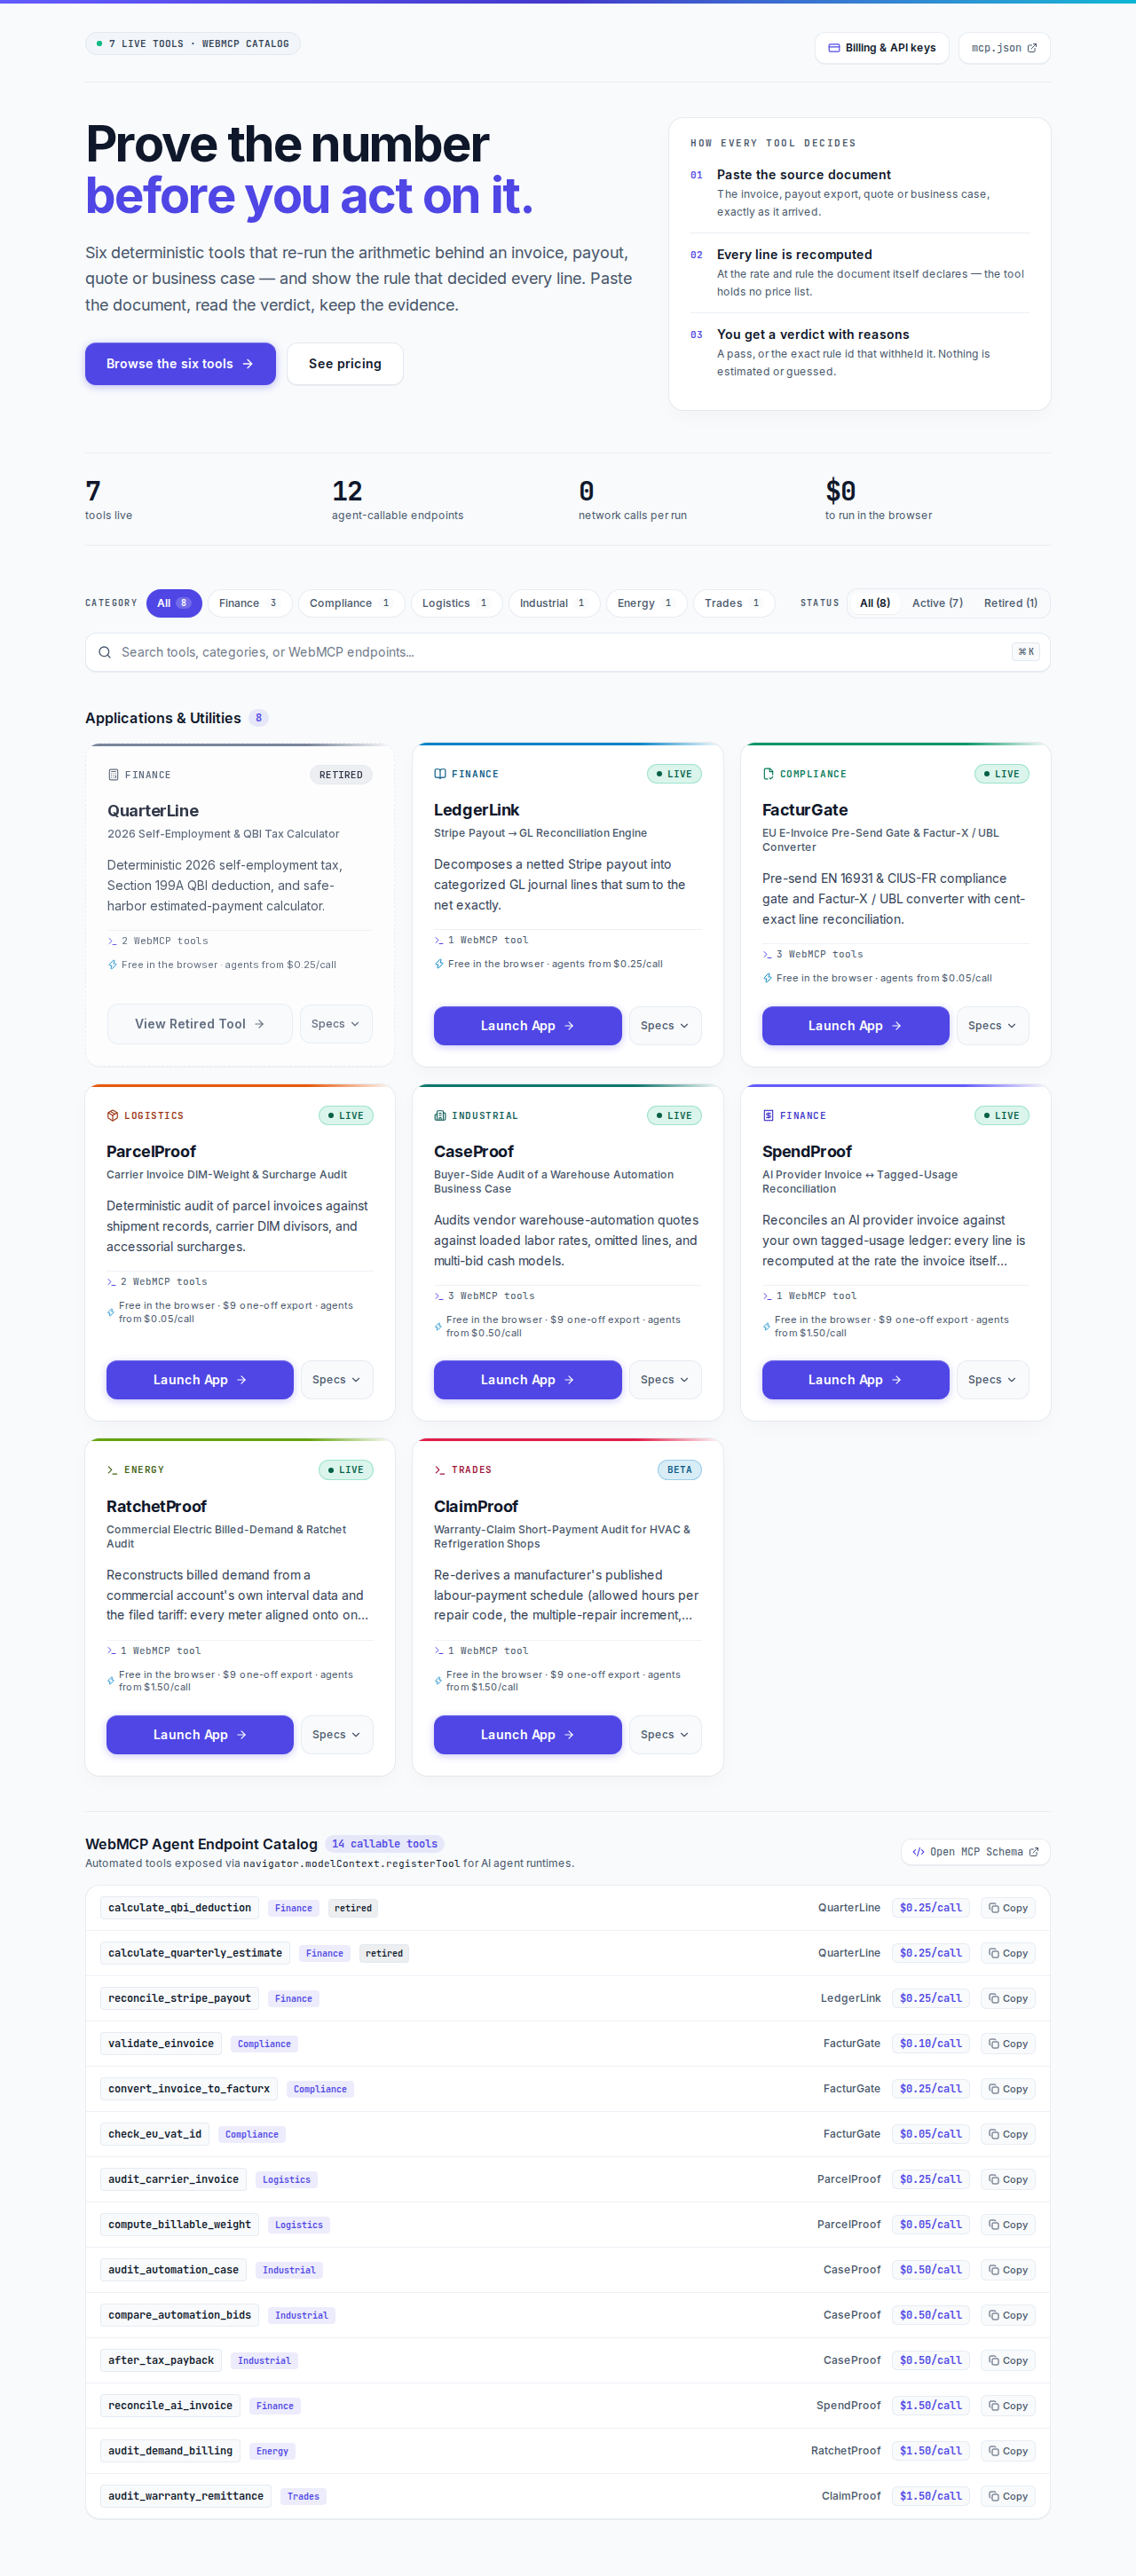 7 LIVE TOOLS · WEBMCP CATALOG
Billing & API keys
mcp.json
Prove the number
before you act on it.
Six deterministic tools that re-run the arithmetic behind an invoice, payout,
quote or business case — and show the rule that decided every line. Paste
the document, read the verdict, keep the evidence.
Browse the six tools
See pricing
HOW EVERY TOOL DECIDES
01 Paste the source document
The invoice, payout export, quote or business case,
exactly as it arrived.
02 Every line is recomputed
At the rate and rule the document itself declares — the tool
holds no price list.
03 You get a verdict with reasons
A pass, or the exact rule id that withheld it. Nothing is
estimated or guessed.
7
tools live
12
agent-callable endpoints
0
network calls per run
$0
to run in the browser
CATEGORY All 8 Finance 3 Compliance 1 Logistics 1 Industrial 1 Energy 1 Trades 1
STATUS All (8) Active (7) Retired (1)
Search tools, categories, or WebMCP endpoints...
⌘K
Applications & Utilities 8
FINANCE
RETIRED
QuarterLine
2026 Self-Employment & QBI Tax Calculator
Deterministic 2026 self-employment tax,
Section 199A QBI deduction, and safe-
harbor estimated-payment calculator.
2 WebMCP tools
Free in the browser · agents from $0.25/call
View Retired Tool
Specs
FINANCE
LIVE
LedgerLink
Stripe Payout → GL Reconciliation Engine
Decomposes a netted Stripe payout into
categorized GL journal lines that sum to the
net exactly.
1 WebMCP tool
Free in the browser · agents from $0.25/call
Launch App
Specs
COMPLIANCE
LIVE
FacturGate
EU E-Invoice Pre-Send Gate & Factur-X / UBL
Converter
Pre-send EN 16931 & CIUS-FR compliance
gate and Factur-X / UBL converter with cent-
exact line reconciliation.
3 WebMCP tools
Free in the browser · agents from $0.05/call
Launch App
Specs
LOGISTICS
LIVE
ParcelProof
Carrier Invoice DIM-Weight & Surcharge Audit
Deterministic audit of parcel invoices against
shipment records, carrier DIM divisors, and
accessorial surcharges.
2 WebMCP tools
Free in the browser · $9 one-off export · agents
from $0.05/call
Launch App
Specs
INDUSTRIAL
LIVE
CaseProof
Buyer-Side Audit of a Warehouse Automation
Business Case
Audits vendor warehouse-automation quotes
against loaded labor rates, omitted lines, and
multi-bid cash models.
3 WebMCP tools
Free in the browser · $9 one-off export · agents
from $0.50/call
Launch App
Specs
FINANCE
LIVE
SpendProof
AI Provider Invoice ↔ Tagged-Usage
Reconciliation
Reconciles an AI provider invoice against
your own tagged-usage ledger: every line is
recomputed at the rate the invoice itself…
1 WebMCP tool
Free in the browser · $9 one-off export · agents
from $1.50/call
Launch App
Specs
ENERGY
LIVE
RatchetProof
Commercial Electric Billed-Demand & Ratchet
Audit
Reconstructs billed demand from a
commercial account's own interval data and
the filed tariff: every meter aligned onto on…
1 WebMCP tool
Free in the browser · $9 one-off export · agents
from $1.50/call
Launch App
Specs
TRADES
BETA
ClaimProof
Warranty-Claim Short-Payment Audit for HVAC &
Refrigeration Shops
Re-derives a manufacturer's published
labour-payment schedule (allowed hours per
repair code, the multiple-repair increment,…
1 WebMCP tool
Free in the browser · $9 one-off export · agents
from $1.50/call
Launch App
Specs
WebMCP Agent Endpoint Catalog 14 callable tools
Automated tools exposed via navigator.modelContext.registerTool for AI agent runtimes.
Open MCP Schema
calculate_qbi_deduction Finance retired QuarterLine $0.25/call Copy
calculate_quarterly_estimate Finance retired QuarterLine $0.25/call Copy
reconcile_stripe_payout Finance LedgerLink $0.25/call Copy
validate_einvoice Compliance FacturGate $0.10/call Copy
convert_invoice_to_facturx Compliance FacturGate $0.25/call Copy
check_eu_vat_id Compliance FacturGate $0.05/call Copy
audit_carrier_invoice Logistics ParcelProof $0.25/call Copy
compute_billable_weight Logistics ParcelProof $0.05/call Copy
audit_automation_case Industrial CaseProof $0.50/call Copy
compare_automation_bids Industrial CaseProof $0.50/call Copy
after_tax_payback Industrial CaseProof $0.50/call Copy
reconcile_ai_invoice Finance SpendProof $1.50/call Copy
audit_demand_billing Energy RatchetProof $1.50/call Copy
audit_warranty_remittance Trades ClaimProof $1.50/call Copy